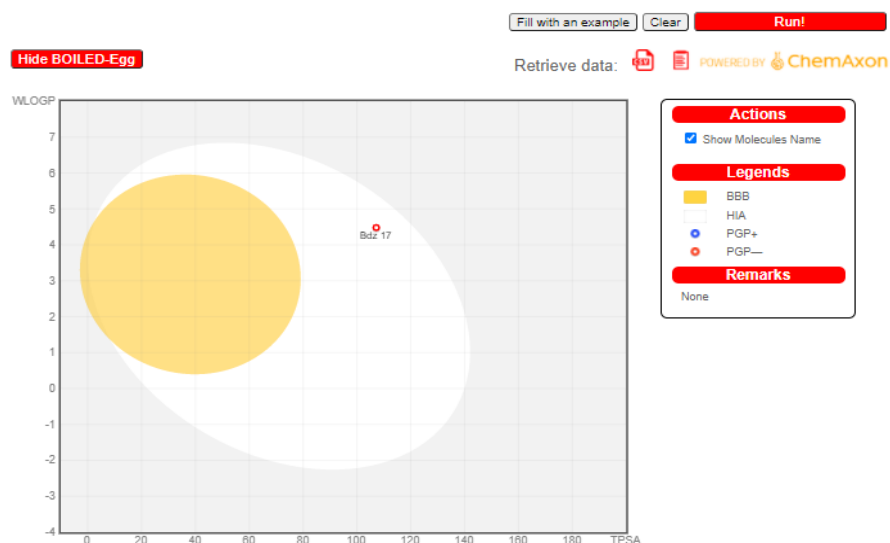 Fill with an example Clear Run!
Hide BOILED-Egg
Retrieve data: CSV POWERED BY ChemAxon
WLOGP
7
6
5
4
3
2
1
0
-1
-2
-3
-4
0 20 40 60 80 100 120 140 160 180 TPSA
Bdz 17
Actions
Show Molecules Name
Legends
BBB
HIA
PGP+
PGP—
Remarks
None